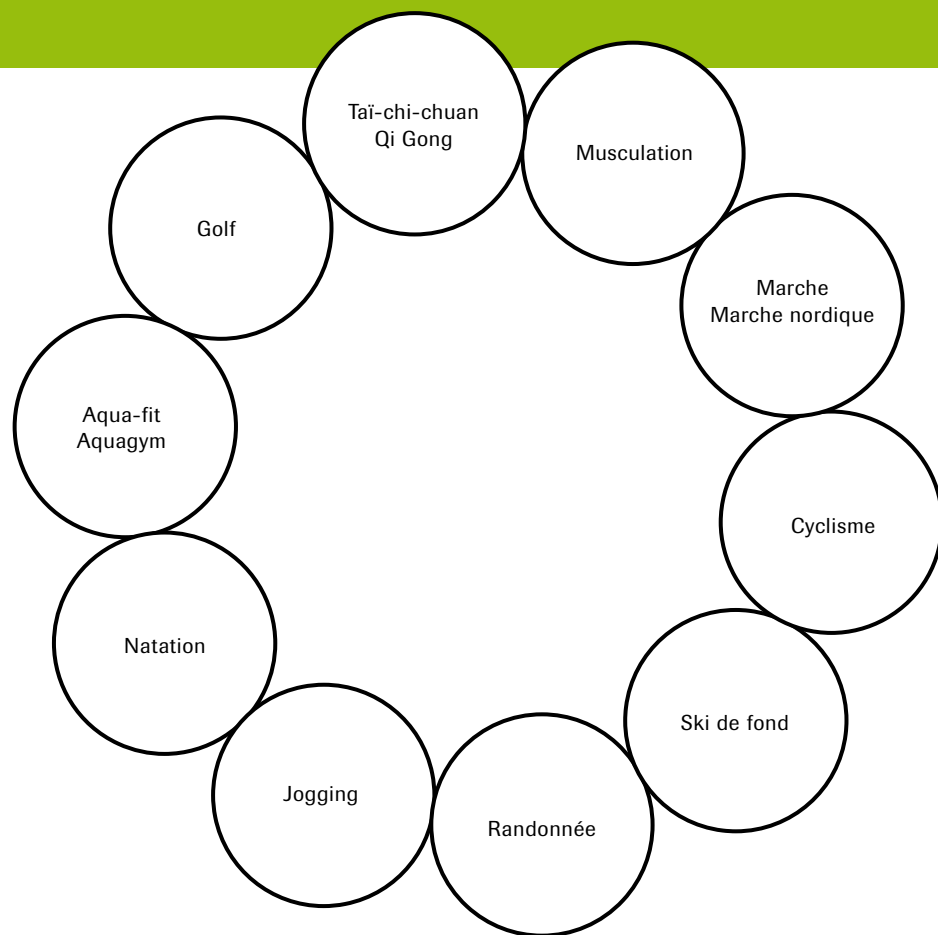 Taï-chi-chuan
Qi Gong
Musculation
Marche
Marche nordique
Cyclisme
Ski de fond
Randonnée
Jogging
Natation
Aqua-fit
Aquagym
Golf